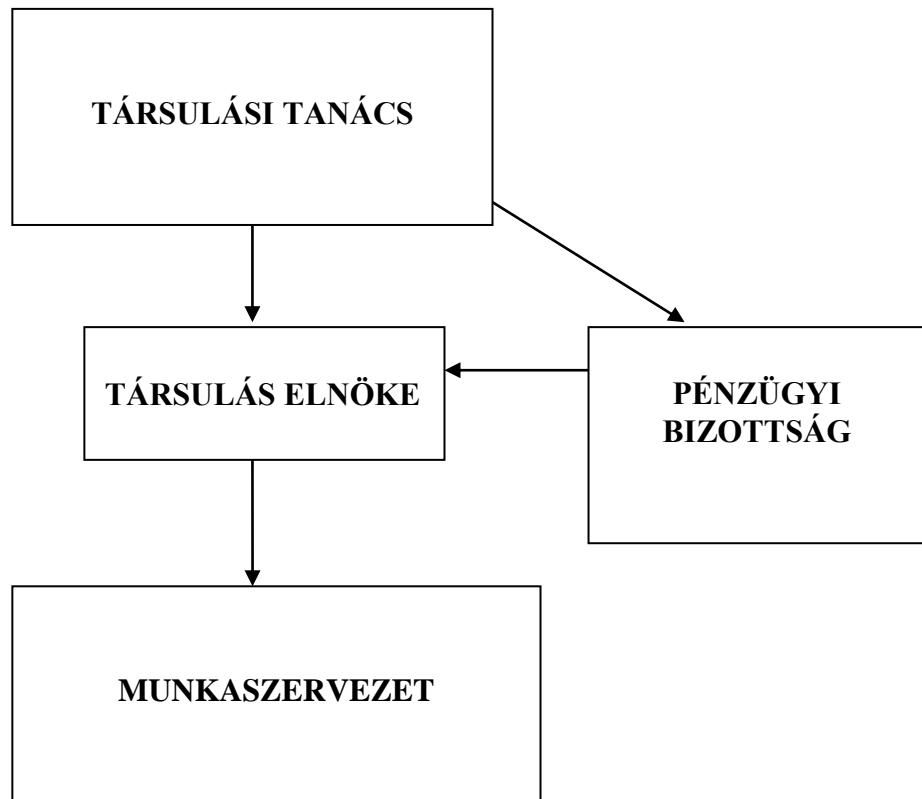 TÁRSULÁSI TANÁCS
TÁRSULÁS ELNÖKE
PÉNZÜGYI
BIZOTTSÁG
MUNKASZERVEZET